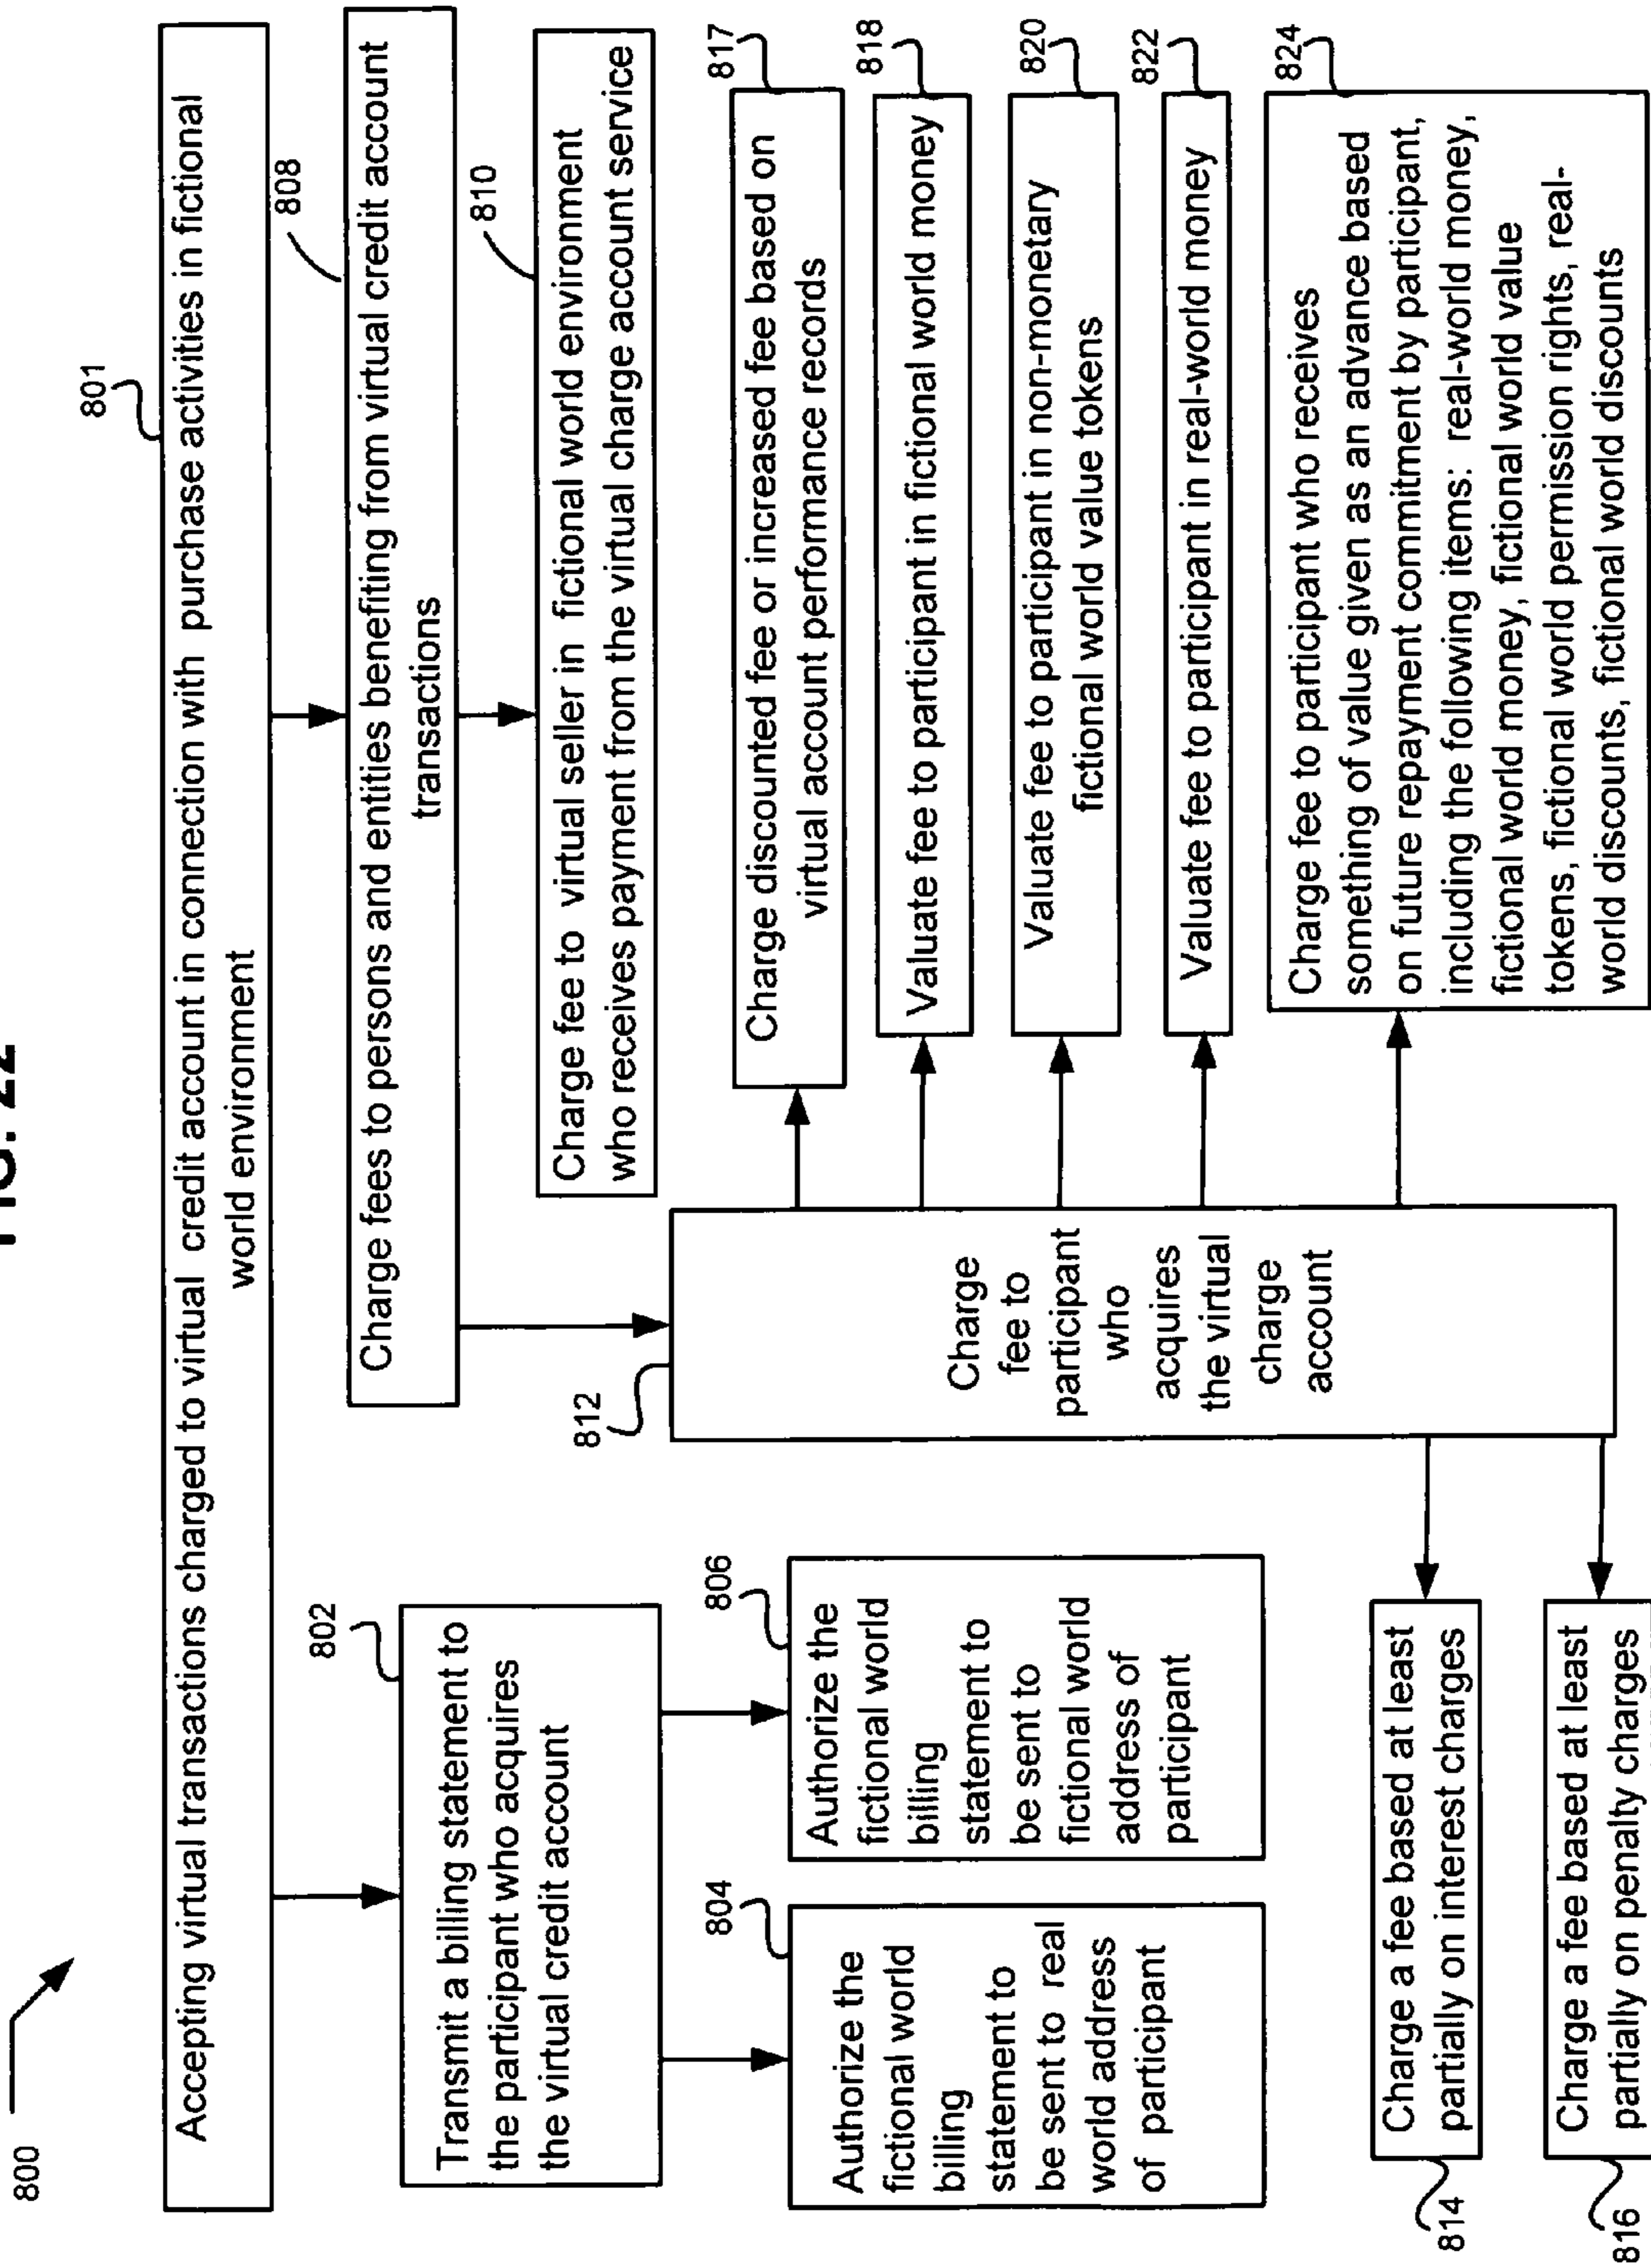 FIG. 22
800
801
Accepting virtual transactions charged to virtual credit account in connection with purchase activities in fictional
world environment
802
Transmit a billing statement to
the participant who acquires
the virtual credit account
804
Authorize the
fictional world
billing
statement to
be sent to real
world address
of participant
806
Authorize the
fictional world
billing
statement to
be sent to
fictional world
address of
participant
808
Charge fees to persons and entities benefiting from virtual credit account
transactions
810
Charge fee to virtual seller in fictional world environment
who receives payment from the virtual charge account service
812
Charge
fee to
participant
who
acquires
the virtual
charge
account
814
Charge a fee based at least
partially on interest charges
816
Charge a fee based at least
partially on penalty charges
817
Charge discounted fee or increased fee based on
virtual account performance records
818
Valuate fee to participant in fictional world money
820
Valuate fee to participant in non-monetary
fictional world value tokens
822
Valuate fee to participant in real-world money
824
Charge fee to participant who receives
something of value given as an advance based
on future repayment commitment by participant,
including the following items: real-world money,
fictional world money, fictional world value
tokens, fictional world permission rights, real-
world discounts, fictional world discounts